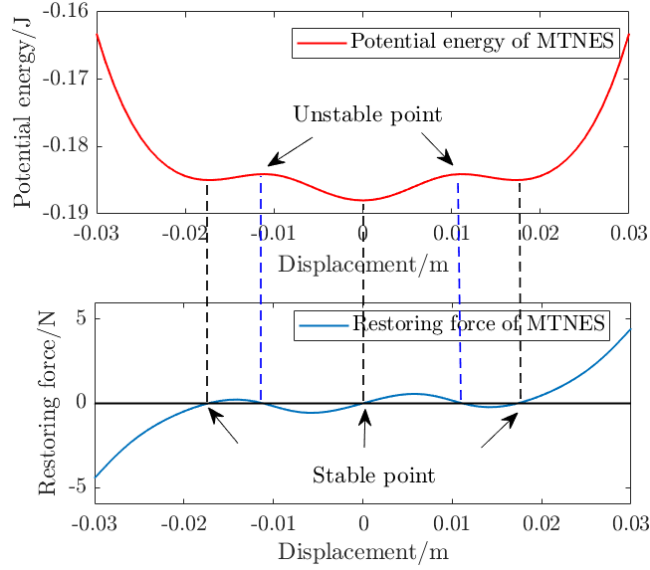 -0.16
Potential energy of MTNES
-0.17
Unstable point
-0.18
-0.19
-0.03 -0.02 -0.01 0 0.01 0.02 0.03
Potential energy/J
Displacement/m
5
Restoring force of MTNES
0
Stable point
-5
-0.03 -0.02 -0.01 0 0.01 0.02 0.03
Restoring force/N
Displacement/m